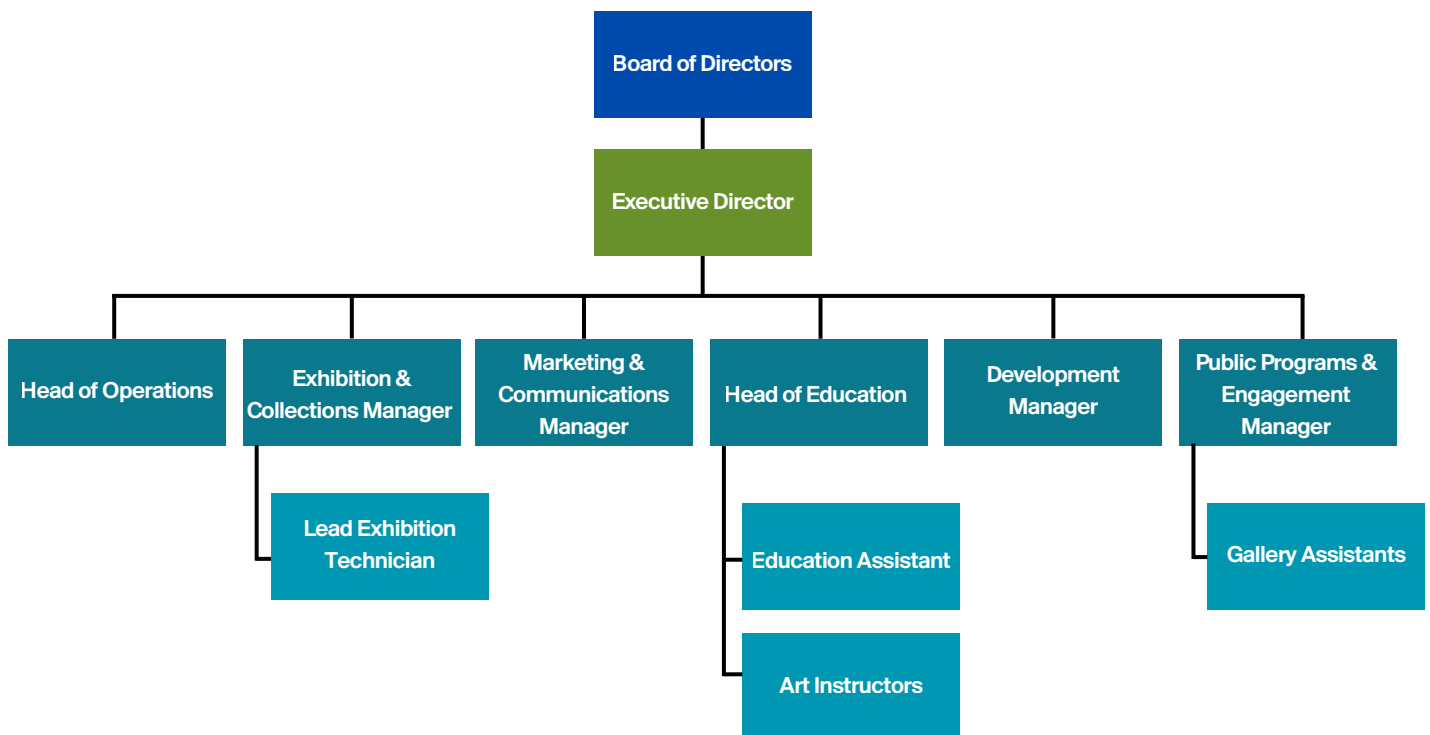 Board of Directors
Executive Director
Head of Operations
Exhibition &
Collections Manager
Marketing &
Communications
Manager
Head of Education
Development
Manager
Public Programs &
Engagement
Manager
Lead Exhibition
Technician
Education Assistant
Gallery Assistants
Art Instructors